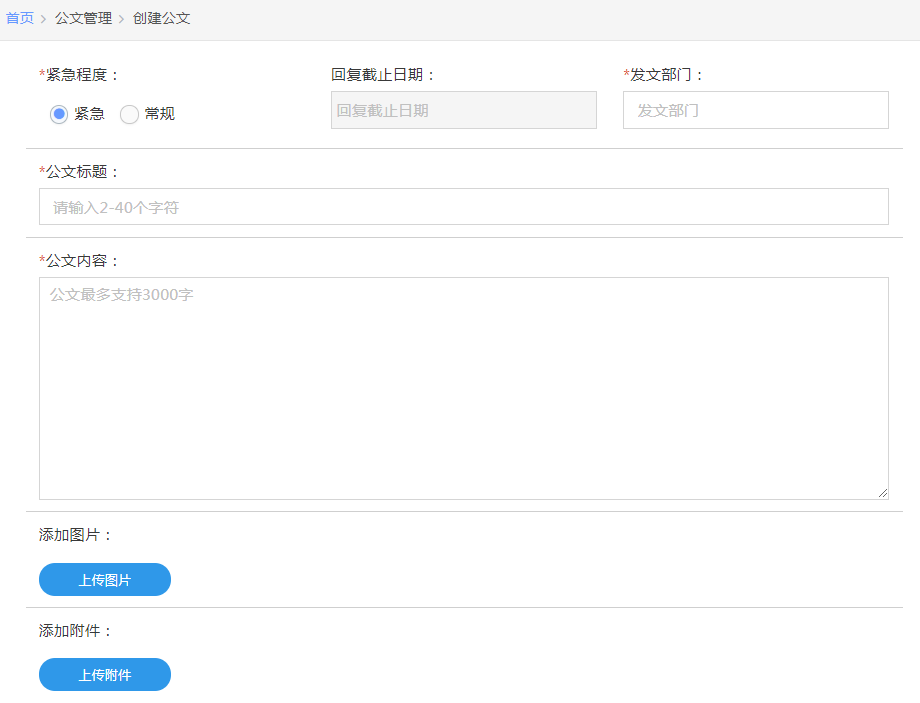 首页 > 公文管理 > 创建公文
*紧急程度： 回复截止日期： *发文部门：
紧急 常规 回复截止日期 发文部门
*公文标题：
请输入2-40个字符
*公文内容：
公文最多支持3000字
添加图片：
上传图片
添加附件：
上传附件